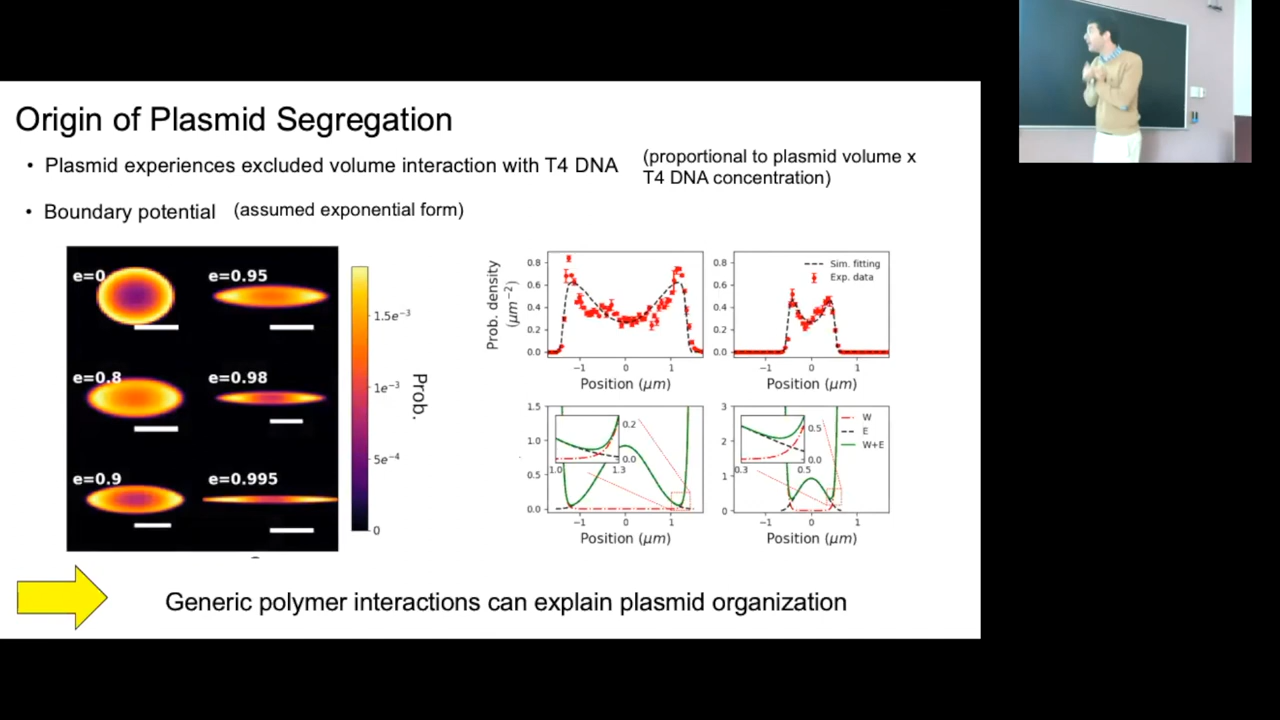 Origin of Plasmid Segregation
• Plasmid experiences excluded volume interaction with T4 DNA
(proportional to plasmid volume x
T4 DNA concentration)
• Boundary potential (assumed exponential form)
e=0 e=0.95
e=0.8 e=0.98
e=0.9 e=0.995
1.5e⁻³
1e⁻³
5e⁻⁴
0
Prob.
Prob. density
(μm⁻²)
0.8
0.6
0.4
0.2
0.0
−1 0 1
Position (μm)
0.8
0.6
0.4
0.2
0.0
Sim. fitting
Exp. data
−1 0 1
Position (μm)
1.5
1.0
0.5
0.0
0.2
0.0
1.0 1.3
−1 0 1
Position (μm)
3
2
1
0
0.5
0.0
0.3 0.5
W
E
W+E
−1 0 1
Position (μm)
Generic polymer interactions can explain plasmid organization